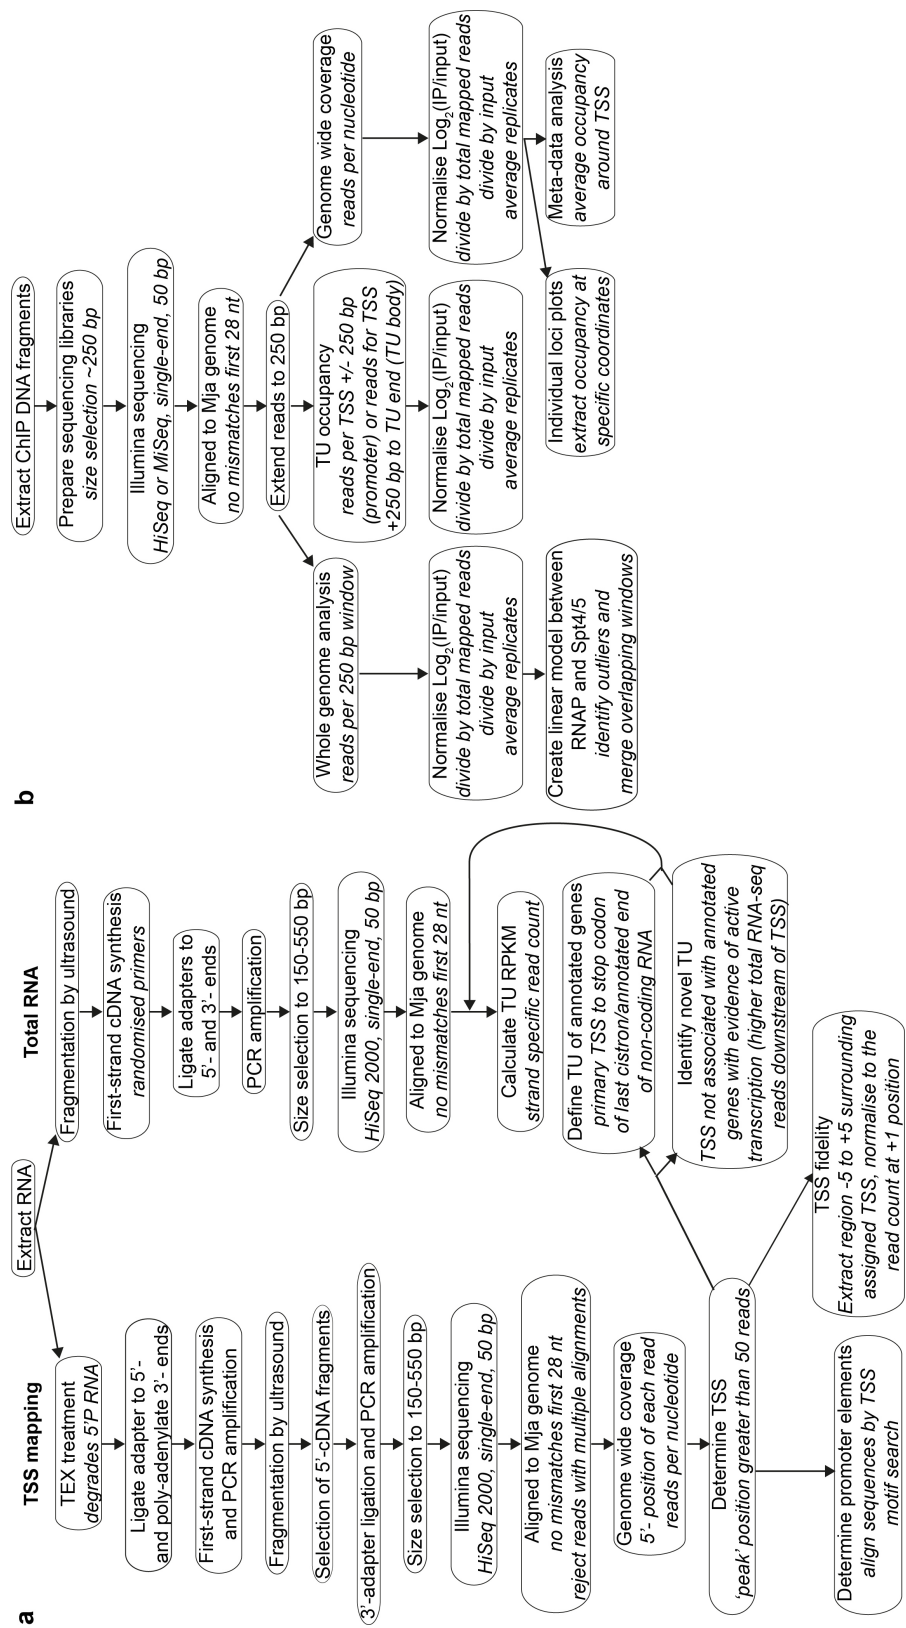 a
TSS mapping
Total RNA
Extract RNA
TEX treatment
degrades 5’P RNA
Ligate adapter to 5’-
and poly-adenylate 3’- ends
First-strand cDNA synthesis
and PCR amplification
Fragmentation by ultrasound
Selection of 5’-cDNA fragments
3’-adapter ligation and PCR amplification
Size selection to 150-550 bp
Illumina sequencing
HiSeq 2000, single-end, 50 bp
Aligned to Mja genome
no mismatches first 28 nt
reject reads with multiple alignments
Genome wide coverage
5’- position of each read
reads per nucleotide
Determine TSS
‘peak’ position greater than 50 reads
Determine promoter elements
align sequences by TSS
motif search
Fragmentation by ultrasound
First-strand cDNA synthesis
randomised primers
Ligate adapters to
5’- and 3’- ends
PCR amplification
Size selection to 150-550 bp
Illumina sequencing
HiSeq 2000, single-end, 50 bp
Aligned to Mja genome
no mismatches first 28 nt
Calculate TU RPKM
strand specific read count
Define TU of annotated genes
primary TSS to stop codon
of last cistron/annotated end
of non-coding RNA
Identify novel TU
TSS not associated with annotated
genes with evidence of active
transcription (higher total RNA-seq
reads downstream of TSS)
TSS fidelity
Extract region -5 to +5 surrounding
assigned TSS, normalise to the
read count at +1 position
b
Extract ChIP DNA fragments
Prepare sequencing libraries
size selection ~250 bp
Illumina sequencing
HiSeq or MiSeq, single-end, 50 bp
Aligned to Mja genome
no mismatches first 28 nt
Extend reads to 250 bp
Whole genome analysis
reads per 250 bp window
Normalise Log2(IP/input)
divide by total mapped reads
divide by input
average replicates
Create linear model between
RNAP and Spt4/5
identify outliers and
merge overlapping windows
TU occupancy
reads per TSS +/- 250 bp
(promoter) or reads for TSS
+250 bp to TU end (TU body)
Normalise Log2(IP/input)
divide by total mapped reads
divide by input
average replicates
Genome wide coverage
reads per nucleotide
Normalise Log2(IP/input)
divide by total mapped reads
divide by input
average replicates
Individual loci plots
extract occupancy at
specific coordinates
Meta-data analysis
average occupancy
around TSS